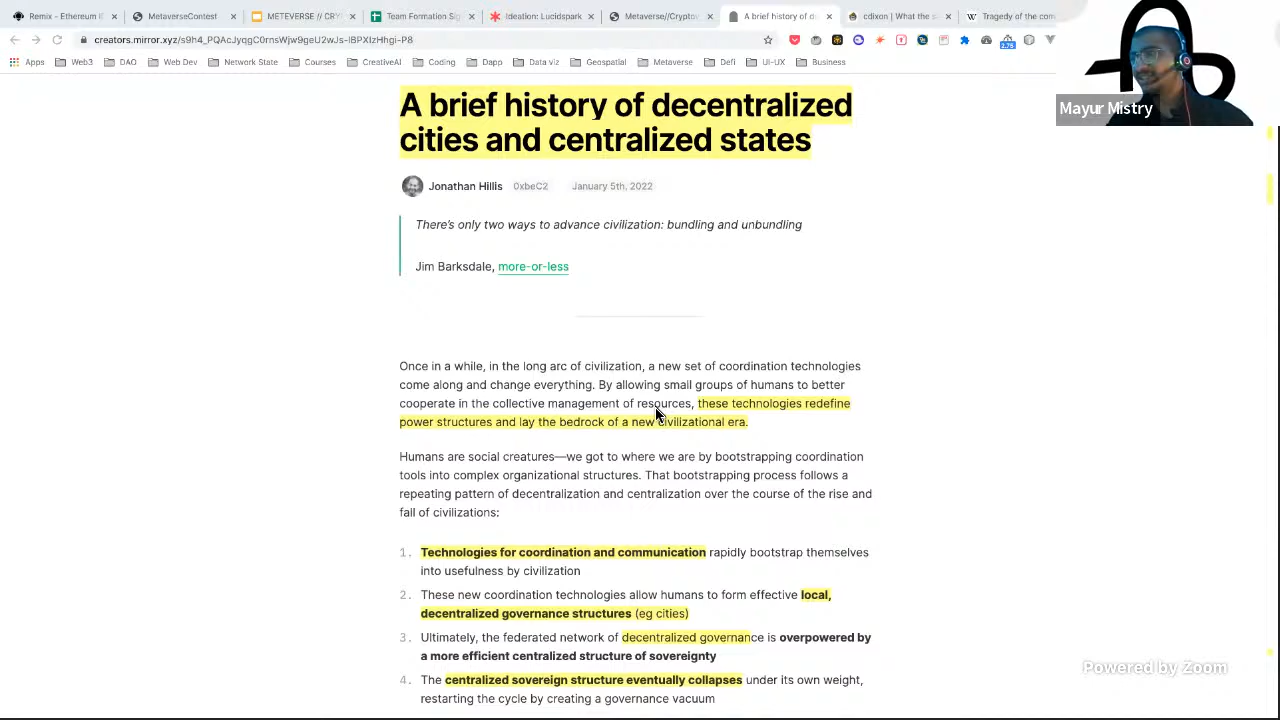 Remix - Ethereum I
MetaverseContest
METEVERSE // CRY
Team Formation Si
Ideation: Lucidspark
Metaverse//Cryptov
A brief history of de
cdixon | What the s
Tragedy of the com
creators.mirror.xyz/s9h4_PQAcJyqgC0rnsWjw9geU2wJs-IBPXIzHhgi-P8
2.75
Apps Web3 DAO Web Dev Network State Courses CreativeAI Coding Dapp Data viz Geospatial Metaverse Defi UI-UX Business
Mayur Mistry
A brief history of decentralized
cities and centralized states
Jonathan Hillis 0xbeC2 January 5th, 2022
There's only two ways to advance civilization: bundling and unbundling
Jim Barksdale, more-or-less
Once in a while, in the long arc of civilization, a new set of coordination technologies
come along and change everything. By allowing small groups of humans to better
cooperate in the collective management of resources, these technologies redefine
power structures and lay the bedrock of a new civilizational era.
Humans are social creatures—we got to where we are by bootstrapping coordination
tools into complex organizational structures. That bootstrapping process follows a
repeating pattern of decentralization and centralization over the course of the rise and
fall of civilizations:
1. Technologies for coordination and communication rapidly bootstrap themselves
into usefulness by civilization
2. These new coordination technologies allow humans to form effective local,
decentralized governance structures (eg cities)
3. Ultimately, the federated network of decentralized governance is overpowered by
a more efficient centralized structure of sovereignty
4. The centralized sovereign structure eventually collapses under its own weight,
restarting the cycle by creating a governance vacuum
Powered by Zoom